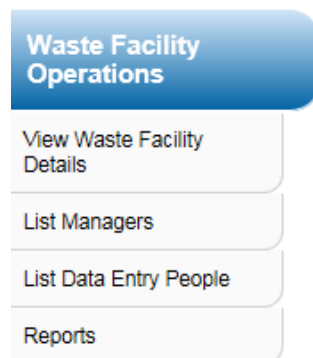 Waste Facility
Operations
View Waste Facility
Details
List Managers
List Data Entry People
Reports